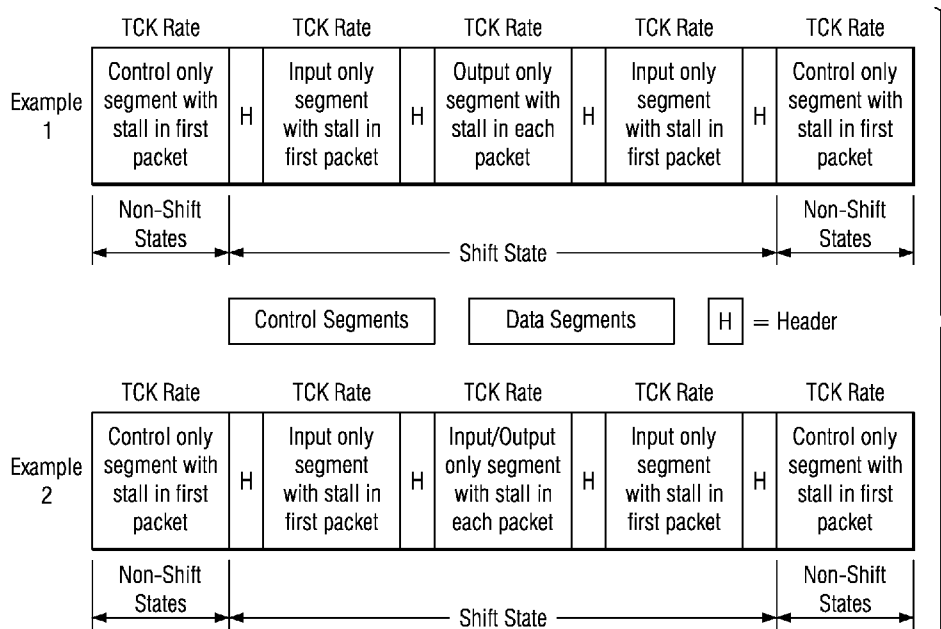 TCK Rate TCK Rate TCK Rate TCK Rate TCK Rate
Example
1
Control only
segment with
stall in first
packet
H
Input only
segment
with stall in
first packet
H
Output only
segment with
stall in each
packet
H
Input only
segment
with stall in
first packet
H
Control only
segment with
stall in first
packet
Non-Shift
States
Shift State
Non-Shift
States
Control Segments
Data Segments
H = Header
TCK Rate TCK Rate TCK Rate TCK Rate TCK Rate
Example
2
Control only
segment with
stall in first
packet
H
Input only
segment
with stall in
first packet
H
Input/Output
only segment
with stall in
each packet
H
Input only
segment
with stall in
first packet
H
Control only
segment with
stall in first
packet
Non-Shift
States
Shift State
Non-Shift
States